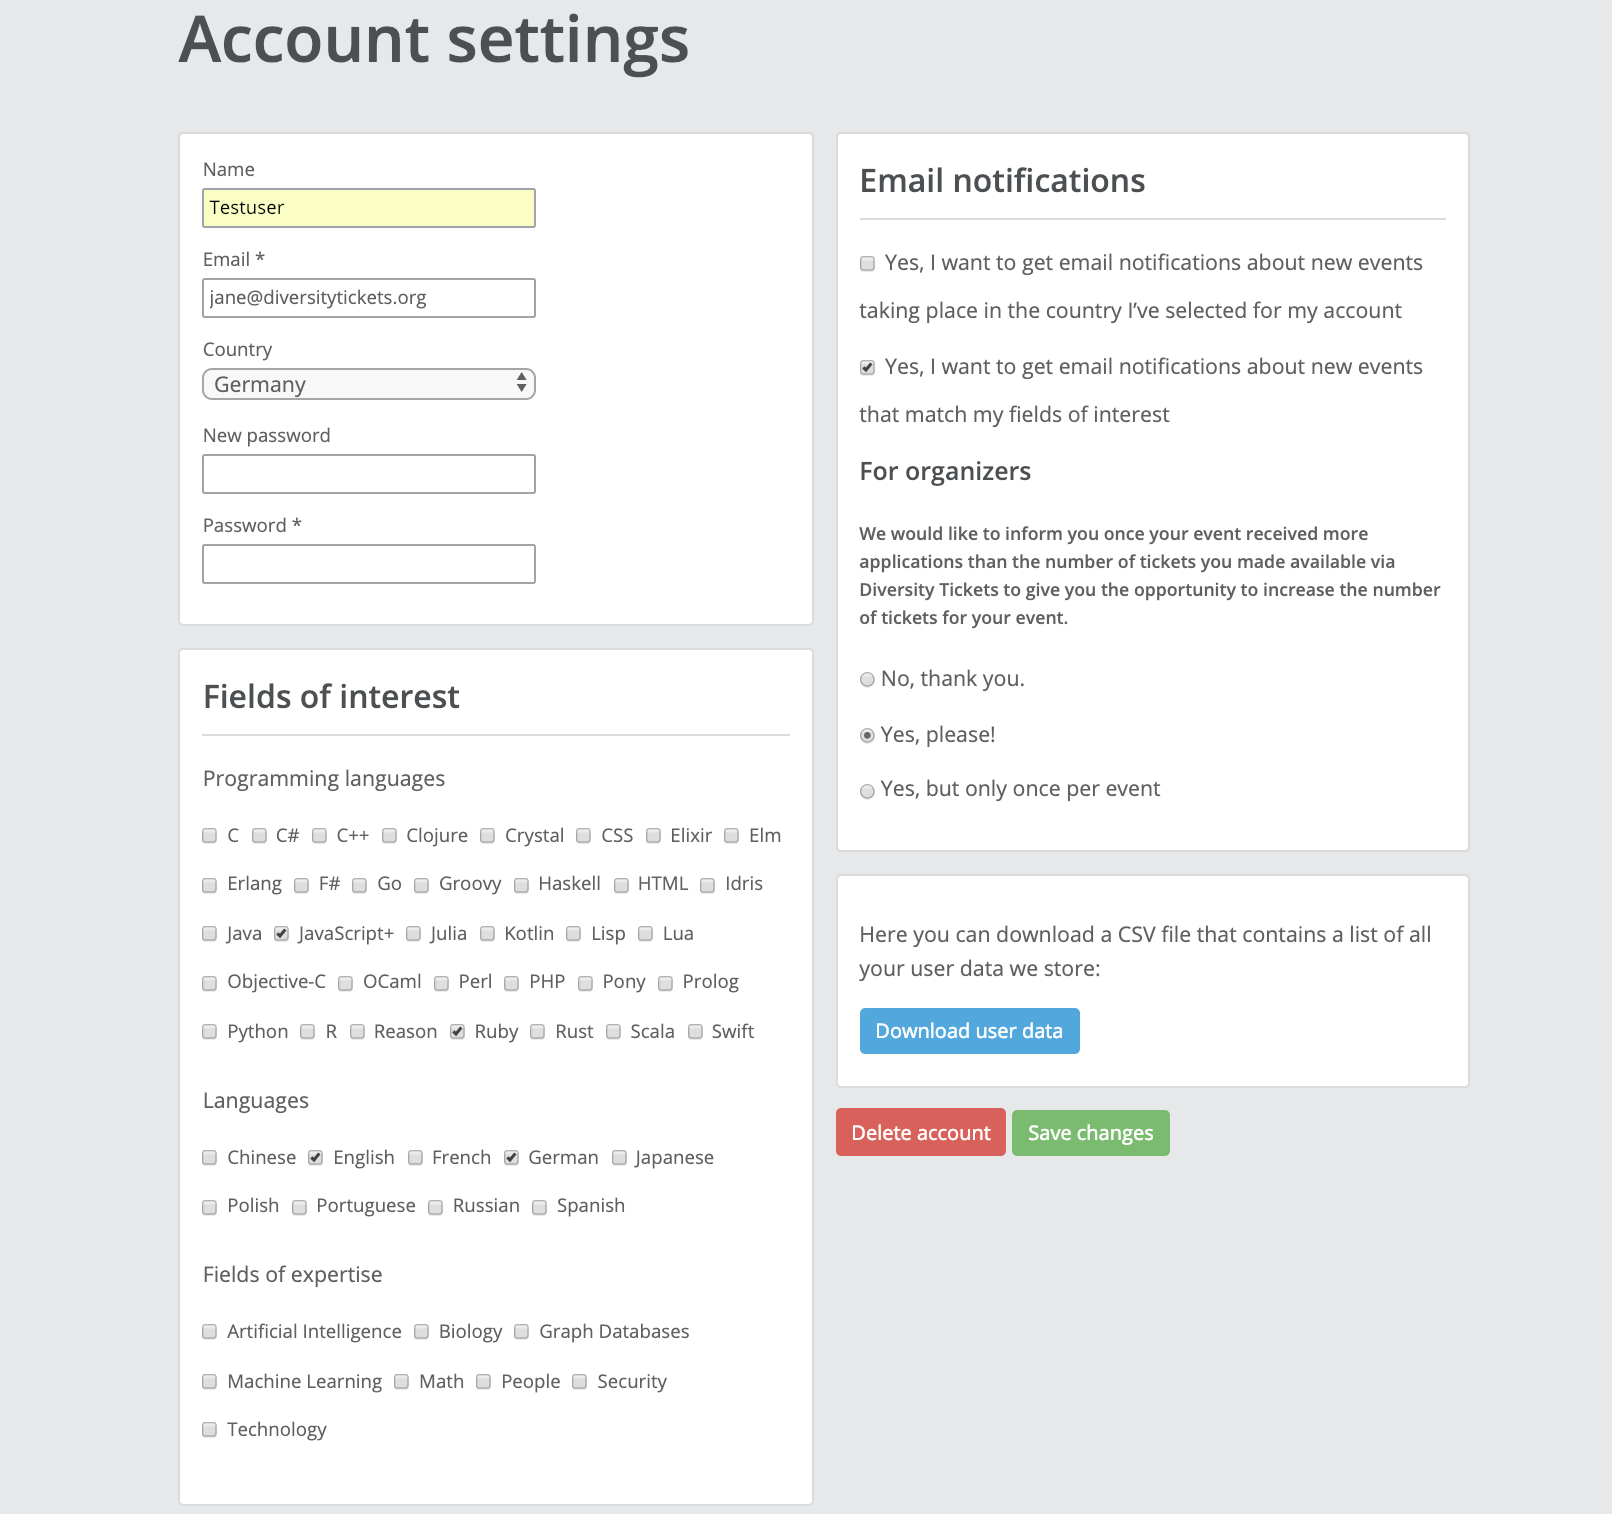 Account settings
Name
Testuser
Email *
jane@diversitytickets.org
Country
Germany
New password
Password *
Fields of interest
Programming languages
C C# C++ Clojure Crystal CSS Elixir Elm
Erlang F# Go Groovy Haskell HTML Idris
Java JavaScript+ Julia Kotlin Lisp Lua
Objective-C OCaml Perl PHP Pony Prolog
Python R Reason Ruby Rust Scala Swift
Languages
Chinese English French German Japanese
Polish Portuguese Russian Spanish
Fields of expertise
Artificial Intelligence Biology Graph Databases
Machine Learning Math People Security
Technology
Email notifications
Yes, I want to get email notifications about new events
taking place in the country I’ve selected for my account
Yes, I want to get email notifications about new events
that match my fields of interest
For organizers
We would like to inform you once your event received more
applications than the number of tickets you made available via
Diversity Tickets to give you the opportunity to increase the number
of tickets for your event.
No, thank you.
Yes, please!
Yes, but only once per event
Here you can download a CSV file that contains a list of all
your user data we store:
Download user data
Delete account Save changes